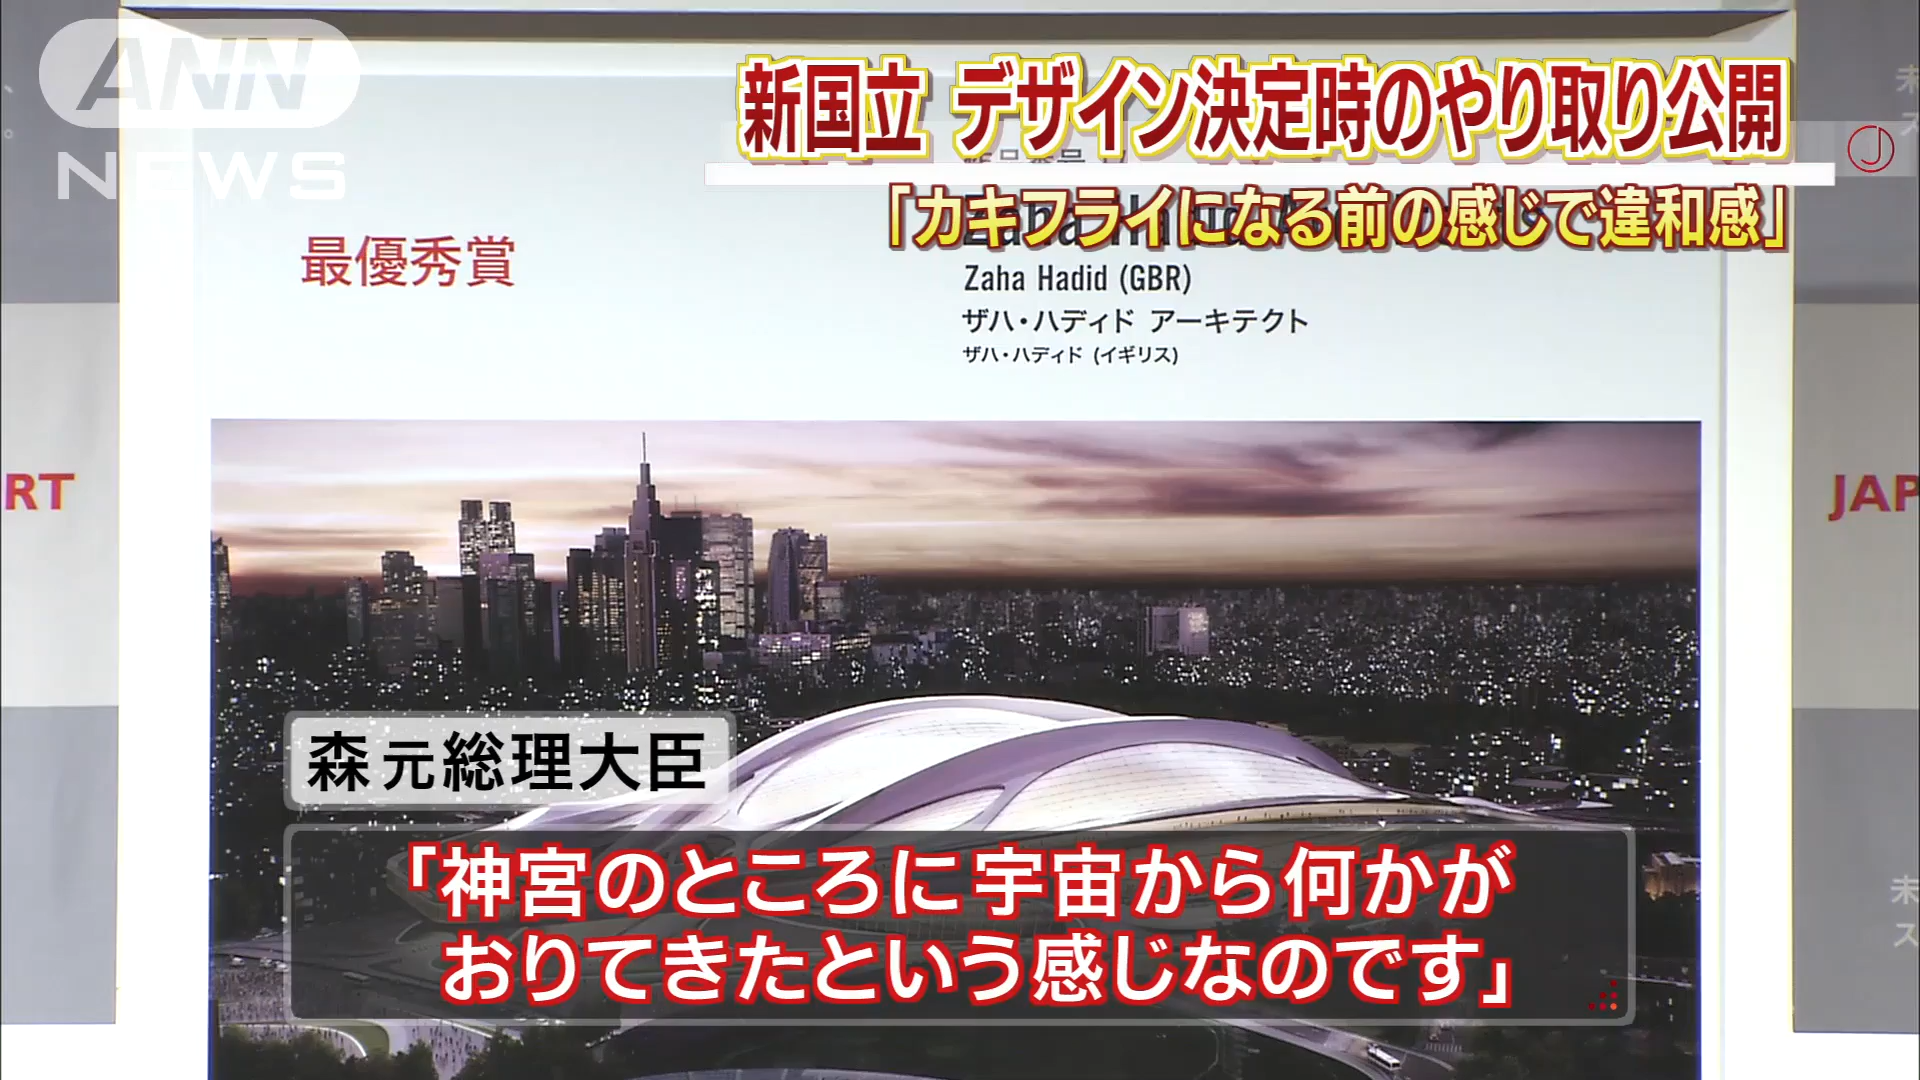 ANN
NEWS
新国立 デザイン決定時のやり取り公開
「カキフライになる前の感じで違和感」
最優秀賞
Zaha Hadid (GBR)
ザハ・ハディド アーキテクト
ザハ・ハディド (イギリス)
RT
JAP
森元総理大臣
「神宮のところに宇宙から何かが
おりてきたという感じなのです」